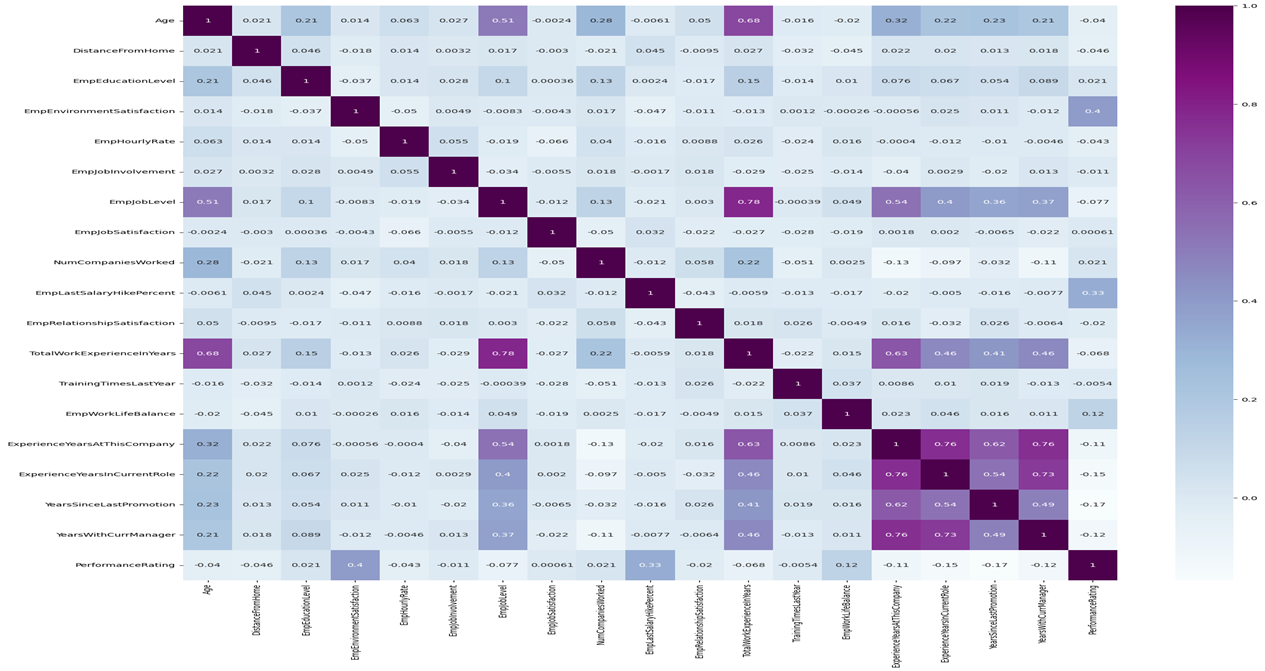 Age 1 0.021 0.21 0.014 0.063 0.027 0.51 -0.0024 0.28 -0.0061 0.05 0.68 -0.016 -0.02 0.32 0.22 0.23 0.21 -0.04
DistanceFromHome 0.021 1 0.046 -0.018 0.014 0.0032 0.017 -0.003 -0.021 0.045 -0.0095 0.027 -0.032 -0.045 0.022 0.02 0.013 0.018 -0.046
EmpEducationLevel 0.21 0.046 1 -0.037 0.014 0.028 0.1 0.00036 0.13 0.0024 -0.017 0.15 -0.014 0.01 0.076 0.067 0.054 0.089 0.021
EmpEnvironmentSatisfaction 0.014 -0.018 -0.037 1 -0.05 0.0049 -0.0083 -0.0043 0.017 -0.047 -0.011 -0.013 0.0012 -0.00026 -0.00056 0.025 0.011 -0.012 0.4
EmpHourlyRate 0.063 0.014 0.014 -0.05 1 0.055 -0.019 -0.066 0.04 -0.016 0.0088 0.026 -0.024 0.016 -0.0004 -0.012 -0.01 -0.0046 -0.043
EmpJobInvolvement 0.027 0.0032 0.028 0.0049 0.055 1 -0.034 -0.0055 0.018 -0.0017 0.018 -0.029 -0.025 -0.014 -0.04 0.0029 -0.02 0.013 -0.011
EmpJobLevel 0.51 0.017 0.1 -0.0083 -0.019 -0.034 1 -0.012 0.13 -0.021 0.003 0.78 -0.00039 0.049 0.54 0.4 0.36 0.37 -0.077
EmpJobSatisfaction -0.0024 -0.003 0.00036 -0.0043 -0.066 -0.0055 -0.012 1 -0.05 0.032 -0.022 -0.027 -0.028 -0.019 0.0018 0.002 -0.0065 -0.022 0.00061
NumCompaniesWorked 0.28 -0.021 0.13 0.017 0.04 0.018 0.13 -0.05 1 -0.012 0.058 0.22 -0.051 0.0025 -0.13 -0.097 -0.032 -0.11 0.021
EmpLastSalaryHikePercent -0.0061 0.045 0.0024 -0.047 -0.016 -0.0017 -0.021 0.032 -0.012 1 -0.043 -0.0059 -0.013 -0.017 -0.02 -0.005 -0.016 -0.0077 0.33
EmpRelationshipSatisfaction 0.05 -0.0095 -0.017 -0.011 0.0088 0.018 0.003 -0.022 0.058 -0.043 1 0.018 0.026 -0.0049 0.016 -0.032 0.026 -0.0064 -0.02
TotalWorkExperienceInYears 0.68 0.027 0.15 -0.013 0.026 -0.029 0.78 -0.027 0.22 -0.0059 0.018 1 -0.022 0.015 0.63 0.46 0.41 0.46 -0.068
TrainingTimesLastYear -0.016 -0.032 -0.014 0.0012 -0.024 -0.025 -0.00039 -0.028 -0.051 -0.013 0.026 -0.022 1 0.037 0.0086 0.01 0.019 -0.013 -0.0054
EmpWorkLifeBalance -0.02 -0.045 0.01 -0.00026 0.016 -0.014 0.049 -0.019 0.0025 -0.017 -0.0049 0.015 0.037 1 0.023 0.046 0.016 0.011 0.12
ExperienceYearsAtThisCompany 0.32 0.022 0.076 -0.00056 -0.0004 -0.04 0.54 0.0018 -0.13 -0.02 0.016 0.63 0.0086 0.023 1 0.76 0.62 0.76 -0.11
ExperienceYearsInCurrentRole 0.22 0.02 0.067 0.025 -0.012 0.0029 0.4 0.002 -0.097 -0.005 -0.032 0.46 0.01 0.046 0.76 1 0.54 0.73 -0.15
YearsSinceLastPromotion 0.23 0.013 0.054 0.011 -0.01 -0.02 0.36 -0.0065 -0.032 -0.016 0.026 0.41 0.019 0.016 0.62 0.54 1 0.49 -0.17
YearsWithCurrManager 0.21 0.018 0.089 -0.012 -0.0046 0.013 0.37 -0.022 -0.11 -0.0077 -0.0064 0.46 -0.013 0.011 0.76 0.73 0.49 1 -0.12
PerformanceRating -0.04 -0.046 0.021 0.4 -0.043 -0.011 -0.077 0.00061 0.021 0.33 -0.02 -0.068 -0.0054 0.12 -0.11 -0.15 -0.17 -0.12 1
Age
DistanceFromHome
EmpEducationLevel
EmpEnvironmentSatisfaction
EmpHourlyRate
EmpJobInvolvement
EmpJobLevel
EmpJobSatisfaction
NumCompaniesWorked
EmpLastSalaryHikePercent
EmpRelationshipSatisfaction
TotalWorkExperienceInYears
TrainingTimesLastYear
EmpWorkLifeBalance
ExperienceYearsAtThisCompany
ExperienceYearsInCurrentRole
YearsSinceLastPromotion
YearsWithCurrManager
PerformanceRating
1.0
0.8
0.6
0.4
0.2
0.0